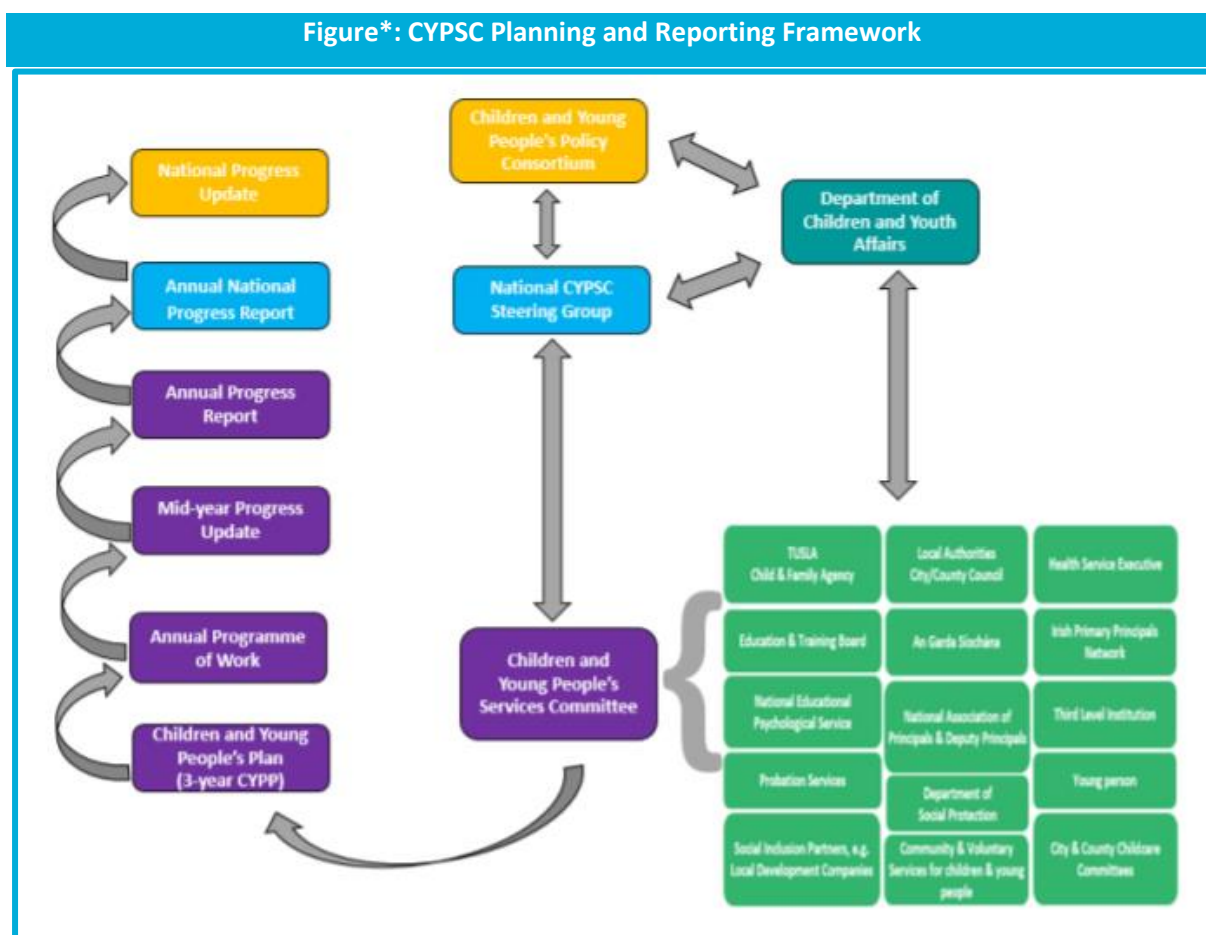 Figure*: CYPSC Planning and Reporting Framework
National Progress
Update
Annual National
Progress Report
Annual Progress
Report
Mid-year Progress
Update
Annual Programme
of Work
Children and Young
People's Plan
(3-year CYPP)
Children and Young
People's Policy
Consortium
National CYPSC
Steering Group
Children and
Young People's
Services Committee
Department of
Children and Youth
Affairs
TUSLA
Child & Family Agency
Local Authorities
City/County Council
Health Service Executive
Education & Training Board
An Garda Síochána
Irish Primary Principals
Network
National Educational
Psychological Service
National Association of
Principals & Deputy Principals
Third Level Institution
Probation Services
Department of
Social Protection
Young person
Social Inclusion Partners, e.g.
Local Development Companies
Community & Voluntary
Services for children & young
people
City & County Childcare
Committees